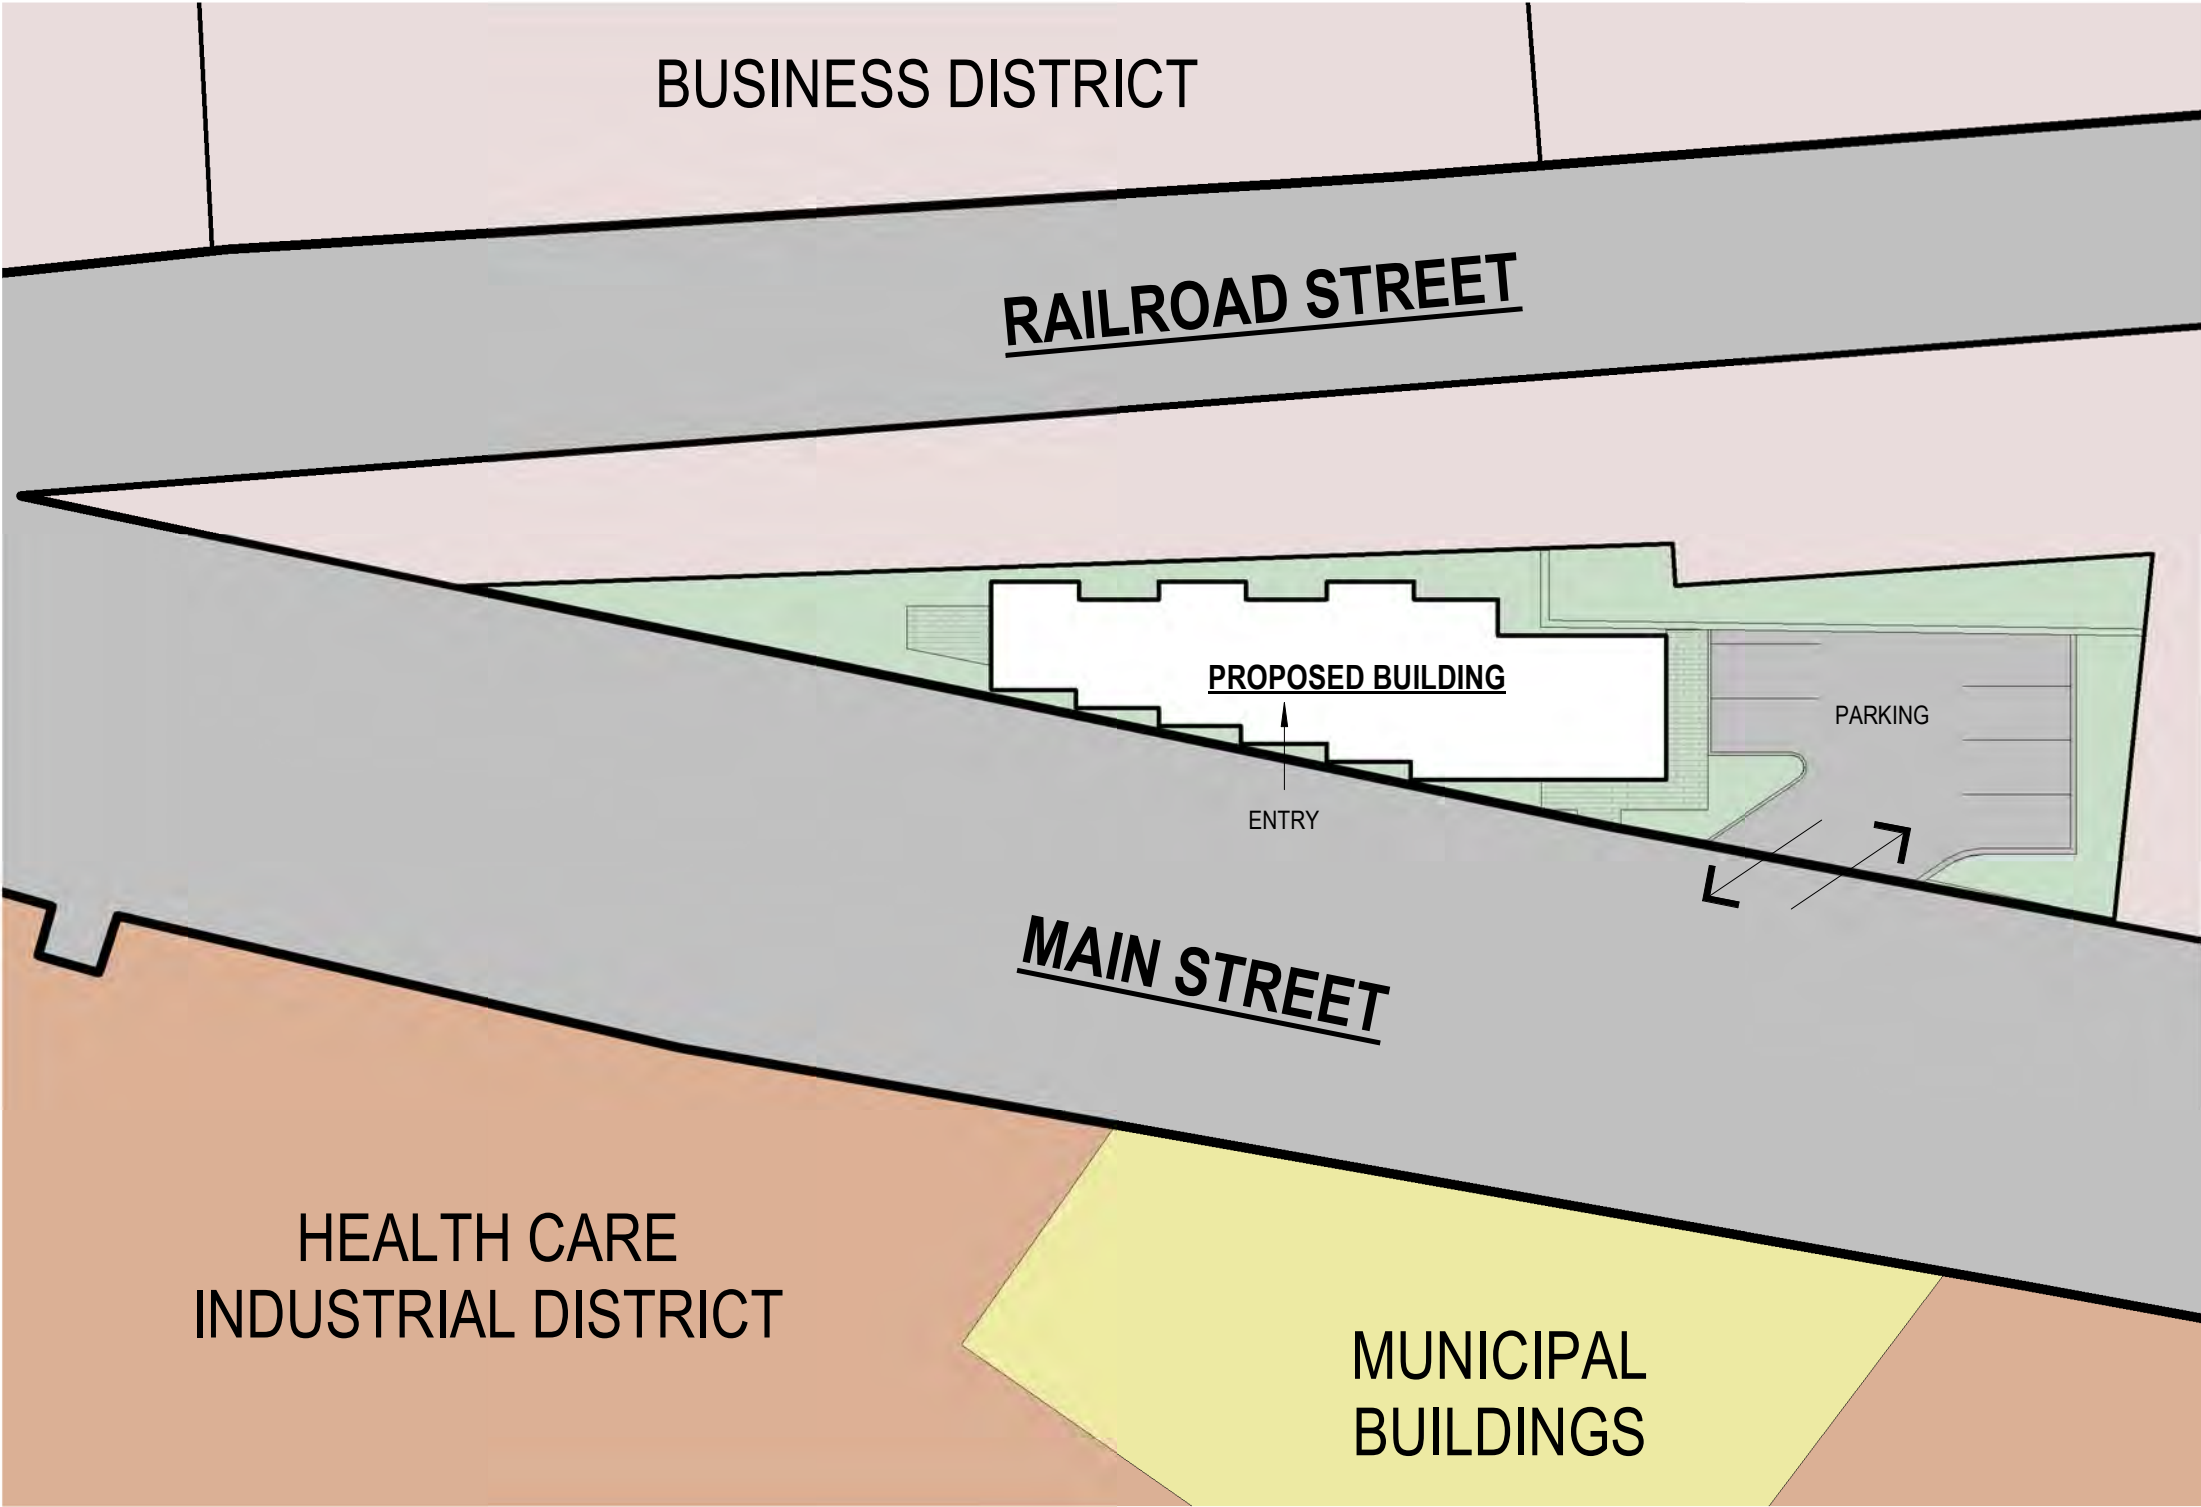 BUSINESS DISTRICT
RAILROAD STREET
PROPOSED BUILDING
PARKING
ENTRY
MAIN STREET
HEALTH CARE
INDUSTRIAL DISTRICT
MUNICIPAL
BUILDINGS